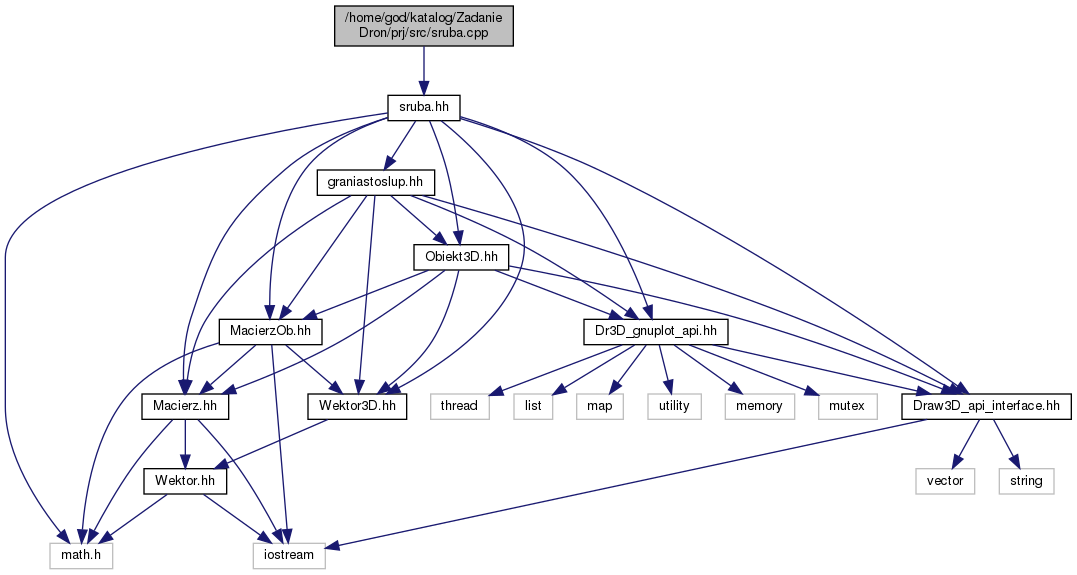 /home/god/katalog/Zadanie
Dron/prj/src/sruba.cpp
sruba.hh
graniastoslup.hh
Obiekt3D.hh
MacierzOb.hh
Dr3D_gnuplot_api.hh
Macierz.hh
Wektor3D.hh
thread
list
map
utility
memory
mutex
Draw3D_api_interface.hh
Wektor.hh
vector
string
math.h
iostream